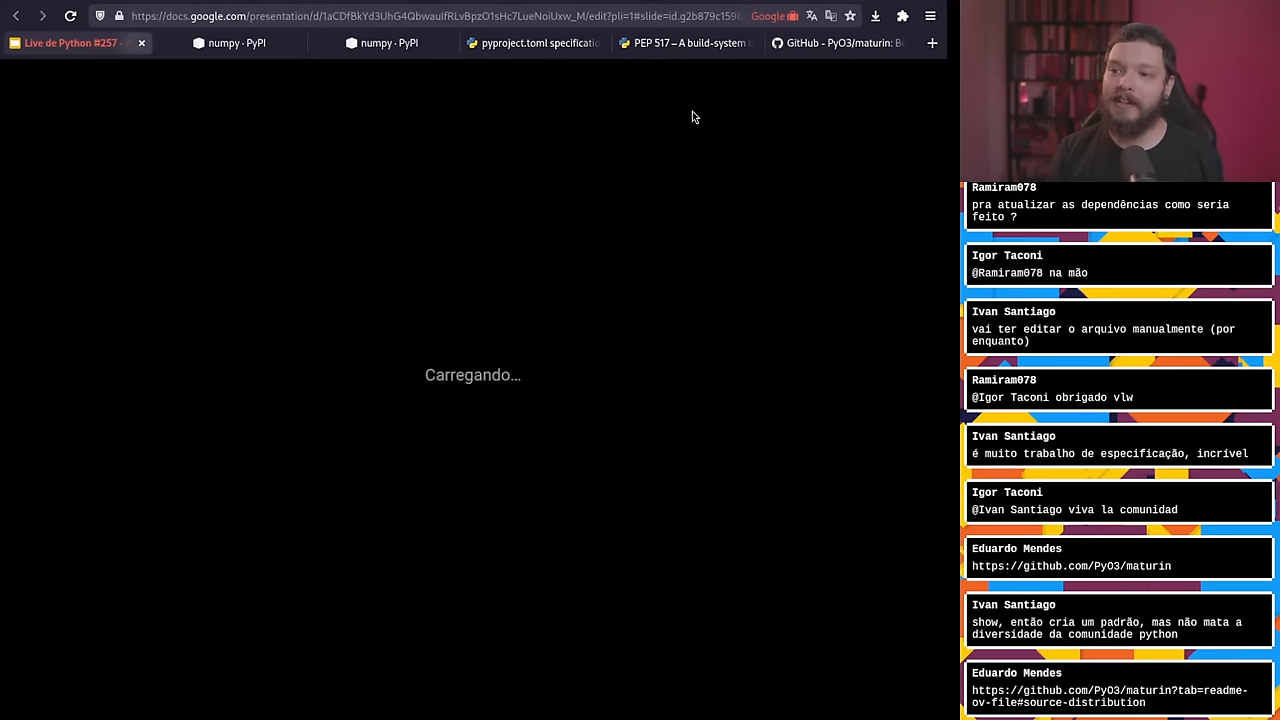 https://docs.google.com/presentation/d/1aCDfBkYd3UhG4QbwauIfRLvBpzO1sHc7LueNoiUxw_M/edit?pli=1#slide=id.g2b879c1596
Google
Live de Python #257 -
numpy · PyPI
numpy · PyPI
pyproject.toml specificatio
PEP 517 – A build-system i
GitHub - PyO3/maturin: Bu
Carregando...
Ramiram078
pra atualizar as dependências como seria
feito ?
Igor Taconi
@Ramiram078 na mão
Ivan Santiago
vai ter editar o arquivo manualmente (por
enquanto)
Ramiram078
@Igor Taconi obrigado vlw
Ivan Santiago
é muito trabalho de especificação, incrível
Igor Taconi
@Ivan Santiago viva la comunidad
Eduardo Mendes
https://github.com/PyO3/maturin
Ivan Santiago
show, então cria um padrão, mas não mata a
diversidade da comunidade python
Eduardo Mendes
https://github.com/PyO3/maturin?tab=readme-
ov-file#source-distribution